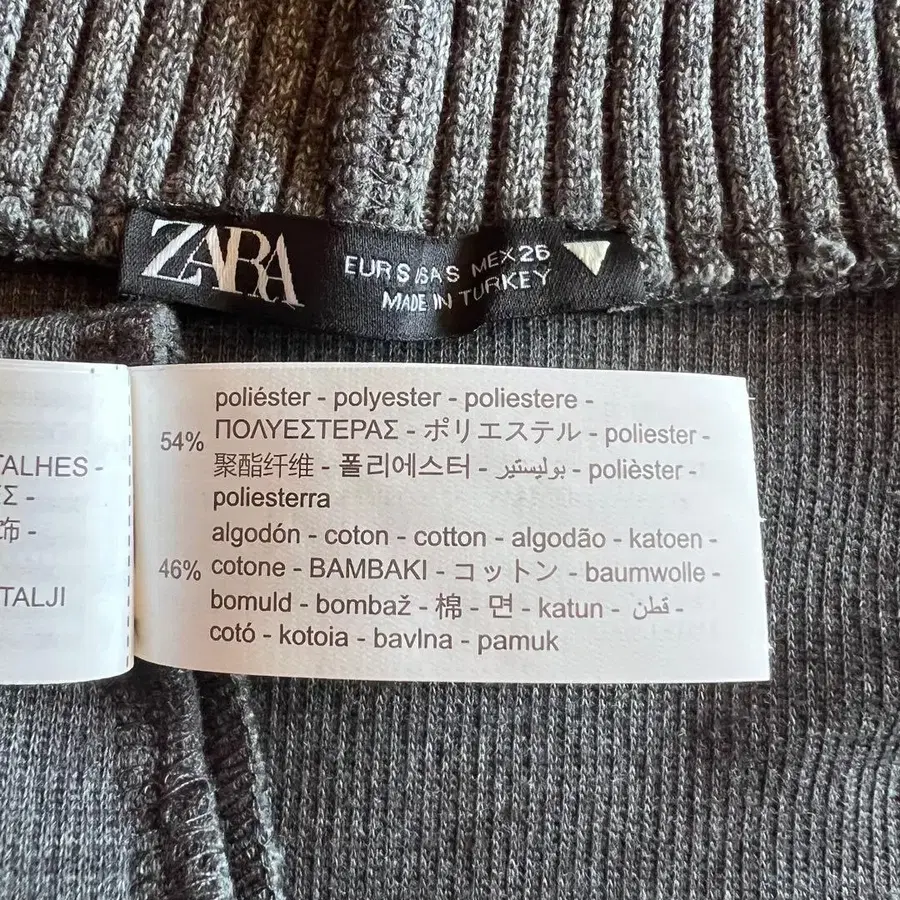 ZARA
EUR S USA S MEX 26
MADE IN TURKEY
TALHES -
Σ -
饰 -
TALJI
54%
poliéster - polyester - poliestere -
ΠΟΛΥΕΣΤΕΡΑΣ - ポリエステル - poliester -
聚酯纤维 - 폴리에스터 - بوليستير - polièster -
poliesterra
46%
algodón - coton - cotton - algodão - katoen -
cotone - BAMBAKI - コットン - baumwolle -
bomuld - bombaž - 棉 - 면 - katun - قطن -
cotó - kotoia - bavlna - pamuk